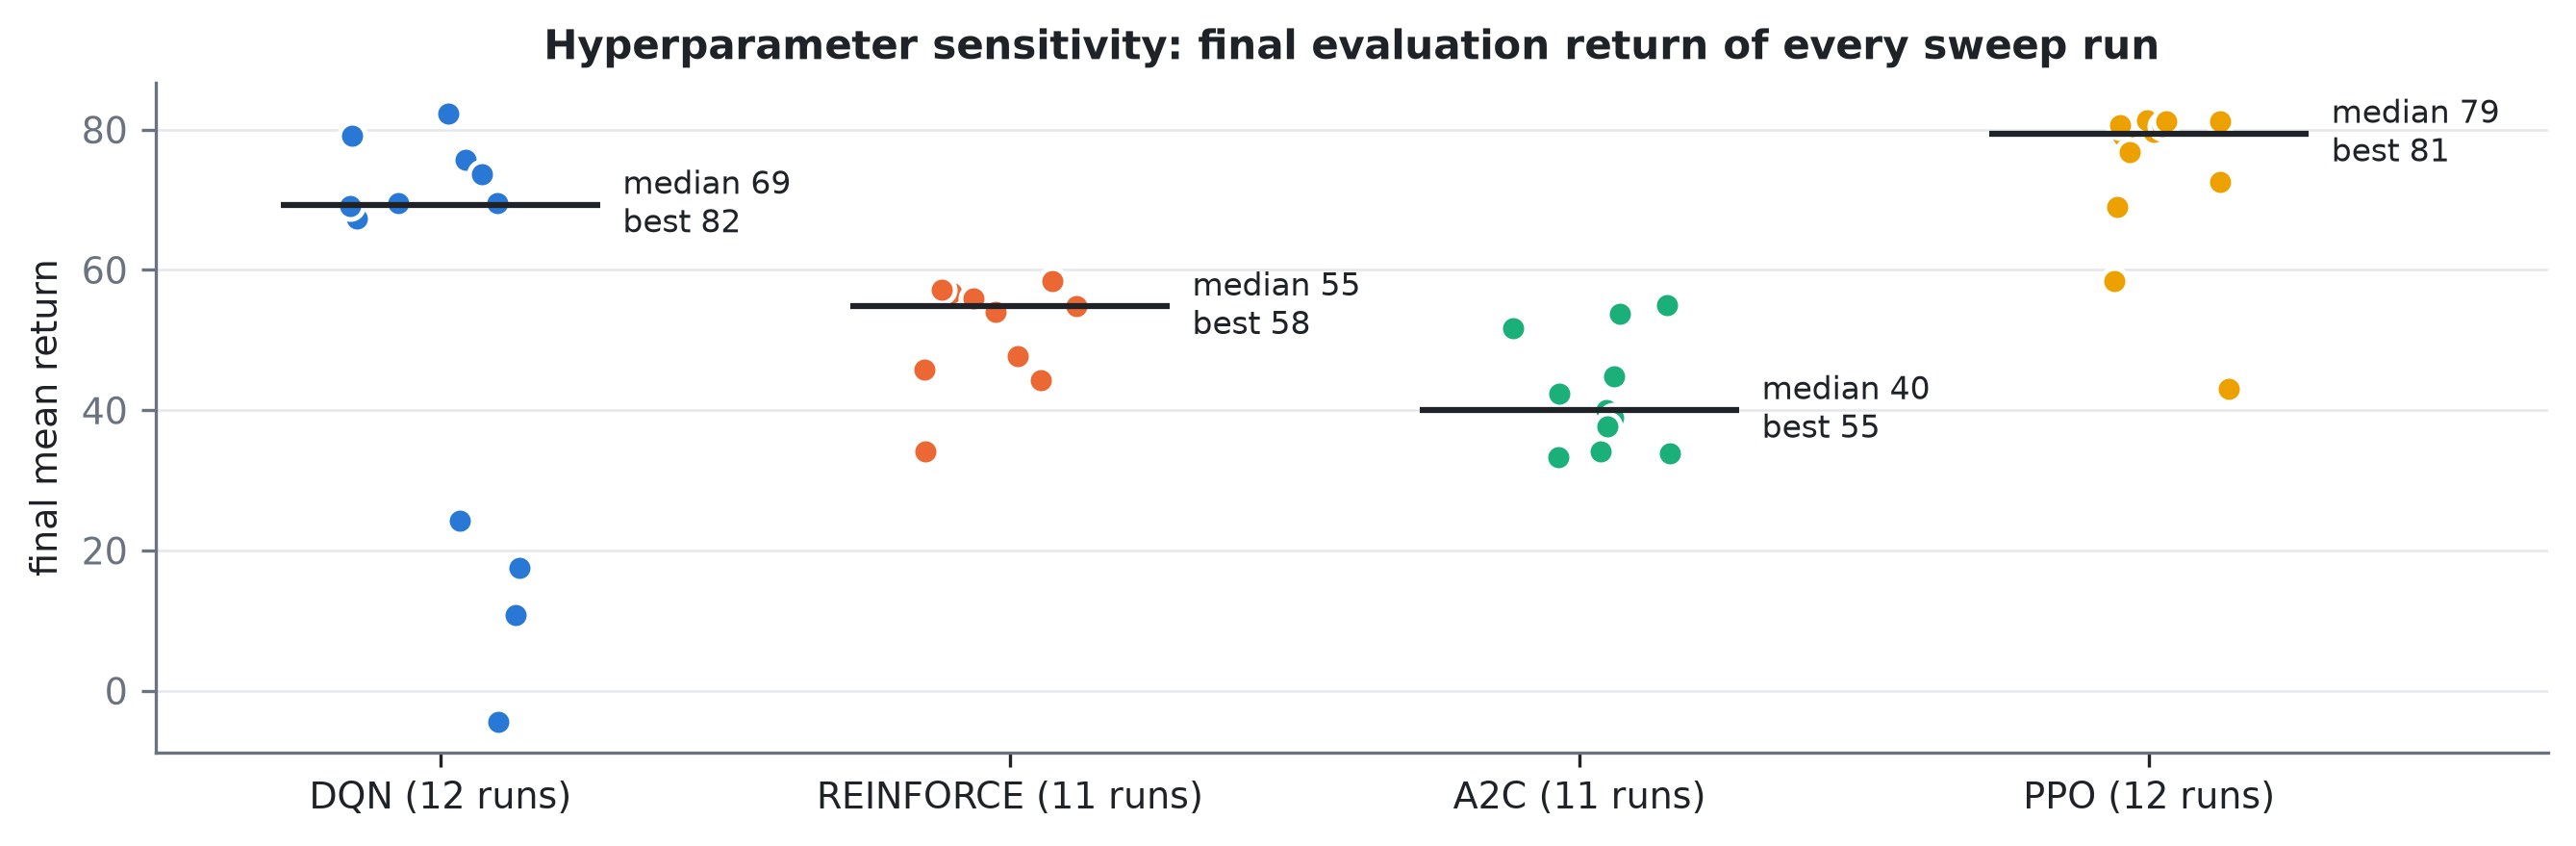 Hyperparameter sensitivity: final evaluation return of every sweep run
final mean return
80
60
40
20
0
median 69
best 82
median 55
best 58
median 40
best 55
median 79
best 81
DQN (12 runs)
REINFORCE (11 runs)
A2C (11 runs)
PPO (12 runs)